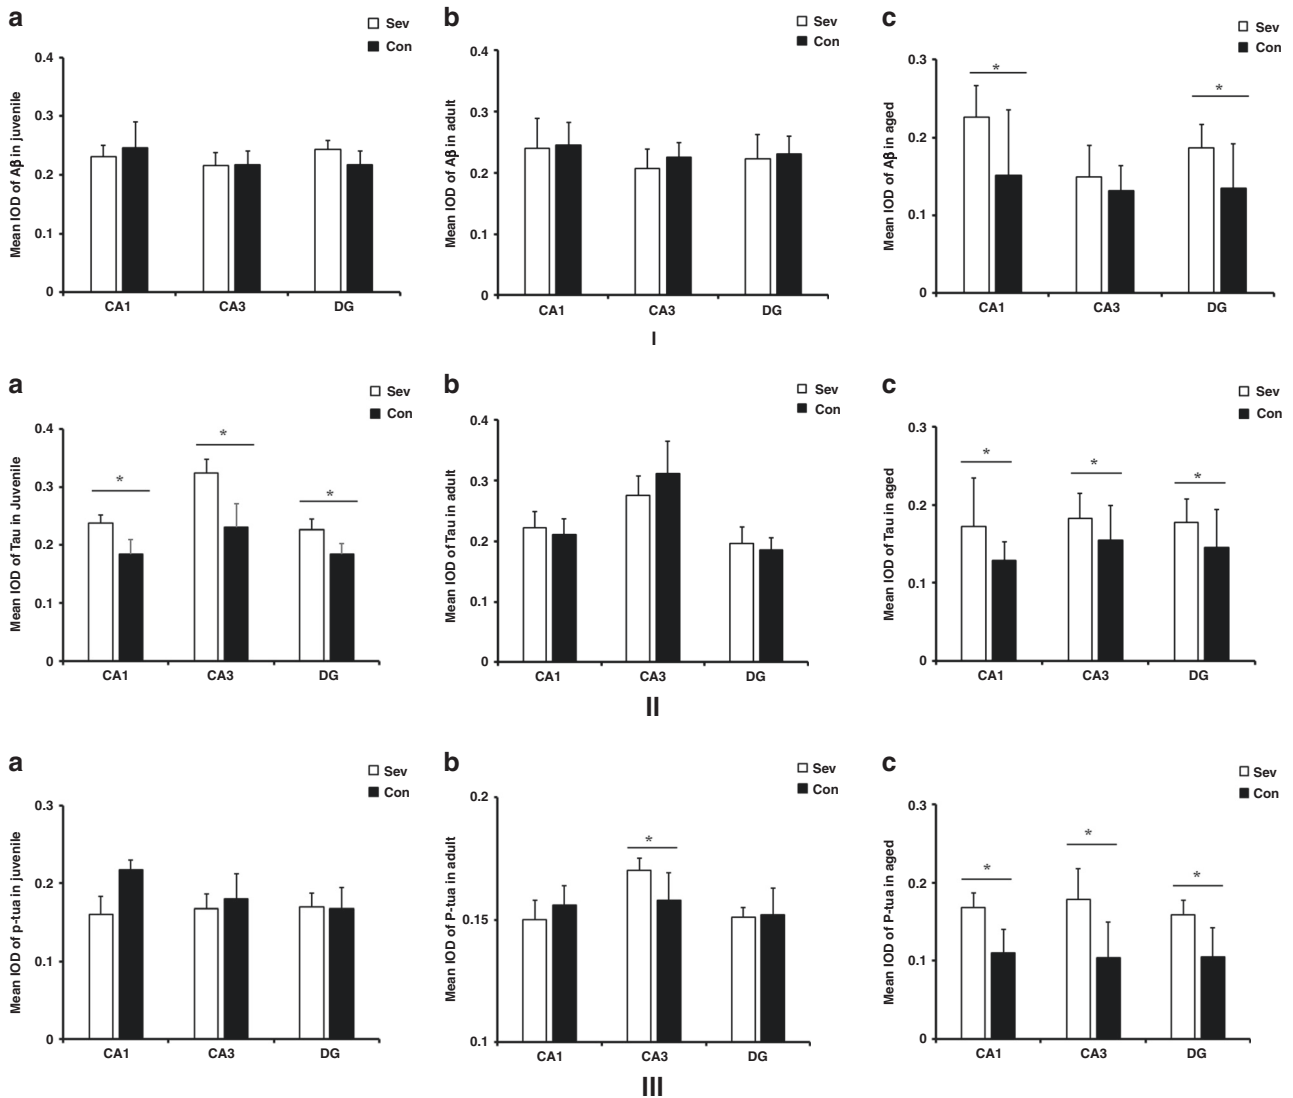 a
Sev
Con
Mean IOD of Aβ in juvenile
0.4
0.3
0.2
0.1
0
CA1 CA3 DG
b
Sev
Con
Mean IOD of Aβ in adult
0.4
0.3
0.2
0.1
0
CA1 CA3 DG
c
Sev
Con
Mean IOD of Aβ in aged
0.3
0.2
0.1
0
*
*
CA1 CA3 DG
I
a
Sev
Con
Mean IOD of Tau in Juvenile
0.4
0.3
0.2
0.1
0
*
*
*
CA1 CA3 DG
b
Sev
Con
Mean IOD of Tau in adult
0.4
0.3
0.2
0.1
0
CA1 CA3 DG
c
Sev
Con
Mean IOD of Tau in aged
0.3
0.2
0.1
0
*
*
*
CA1 CA3 DG
II
a
Sev
Con
Mean IOD of p-tua in juvenile
0.3
0.2
0.1
0
CA1 CA3 DG
b
Sev
Con
Mean IOD of P-tua in adult
0.2
0.15
0.1
*
CA1 CA3 DG
c
Sev
Con
Mean IOD of P-tua in aged
0.3
0.2
0.1
0
*
*
*
CA1 CA3 DG
III